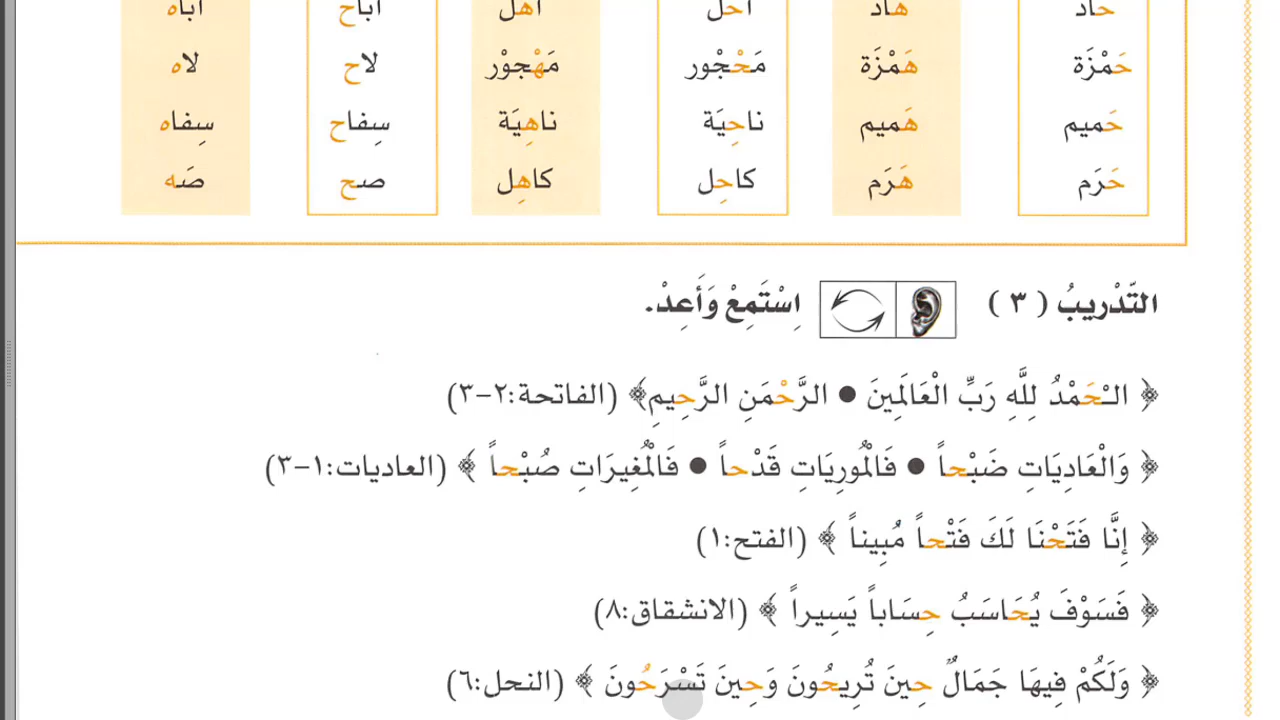 حاد هاد أحل أهل أباح أباه
حَمْزَة هَمْزَة مَحْجْور مَهْجْور لاح لاه
حَميم هَميم ناحِيَة ناهِيَة سِفاح سِفاه
حَرَم هَرَم كاحِل كاهِل صح صَه
التَّدْريبُ ( ٣ ) اِسْتَمِعْ وَأَعِدْ.
﴿ الـْحَمْدُ لِلَّهِ رَبِّ الْعَالَمِينَ ● الرَّحْمَنِ الرَّحِيمِ﴾ (الفاتحة:٢-٣)
﴿ وَالْعَادِيَاتِ ضَبْحاً ● فَالْمُورِيَاتِ قَدْحاً ● فَالْمُغِيرَاتِ صُبْحاً ﴾ (العاديات:١-٣)
﴿ إِنَّا فَتَحْنَا لَكَ فَتْحاً مُبِيناً ﴾ (الفتح:١)
﴿ فَسَوْفَ يُحَاسَبُ حِسَاباً يَسِيراً ﴾ (الانشقاق:٨)
﴿ وَلَكُمْ فِيهَا جَمَالٌ حِينَ تُرِيحُونَ وَحِينَ تَسْرَحُونَ ﴾ (النحل:٦)